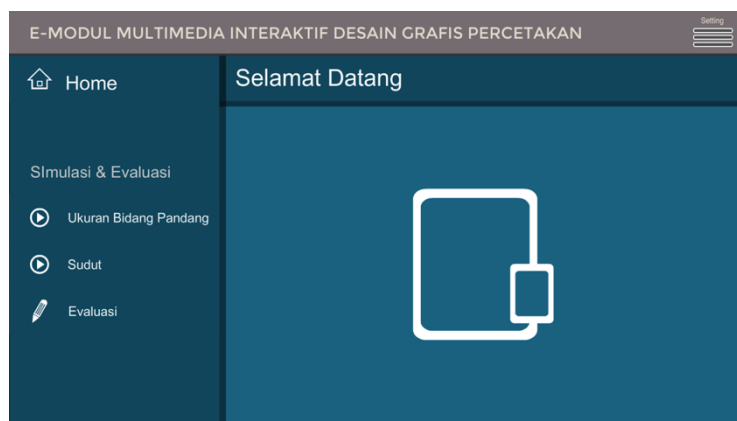 E-MODUL MULTIMEDIA INTERAKTIF DESAIN GRAFIS PERCETAKAN
Setting
Home
Selamat Datang
SImulasi & Evaluasi
Ukuran Bidang Pandang
Sudut
Evaluasi